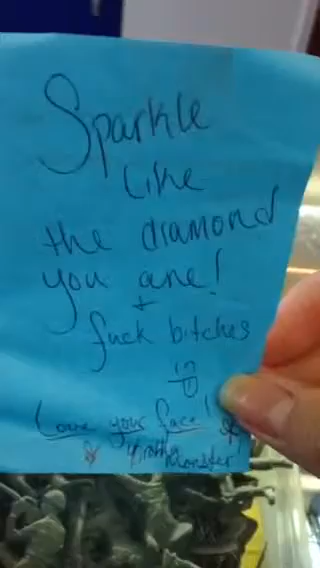 Sparkle
like
the diamond
you are!
+
fuck bitches
Love your face!
Monster!